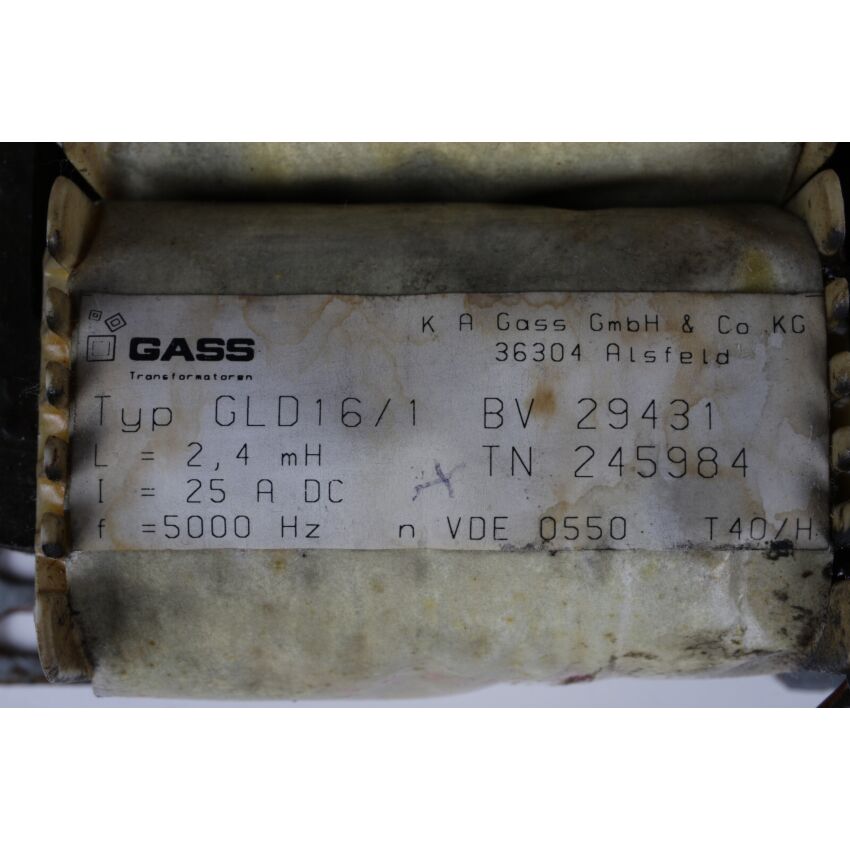 GASS
Transformatoren
K A Gass GmbH & Co KG
36304 Alsfeld
Typ GLD16/1 BV 29431
L = 2,4 mH TN 245984
I = 25 A DC
f =5000 Hz n VDE 0550 T40/H